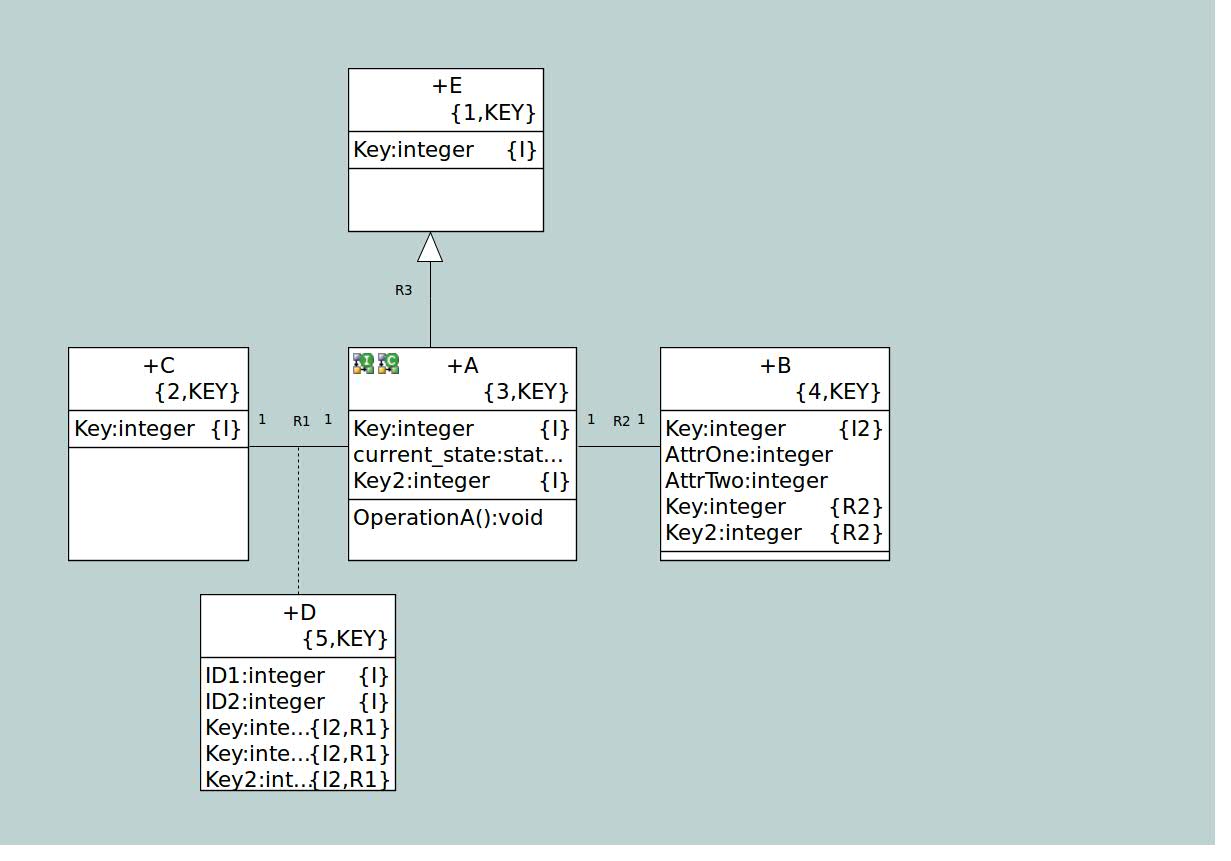 +E
{1,KEY}
Key:integer {I}
R3
+C
{2,KEY}
Key:integer {I}
1 R1 1
I C
+A
{3,KEY}
Key:integer {I}
current_state:stat...
Key2:integer {I}
OperationA():void
1 R2 1
+B
{4,KEY}
Key:integer {I2}
AttrOne:integer
AttrTwo:integer
Key:integer {R2}
Key2:integer {R2}
+D
{5,KEY}
ID1:integer {I}
ID2:integer {I}
Key:inte...{I2,R1}
Key:inte...{I2,R1}
Key2:int...{I2,R1}